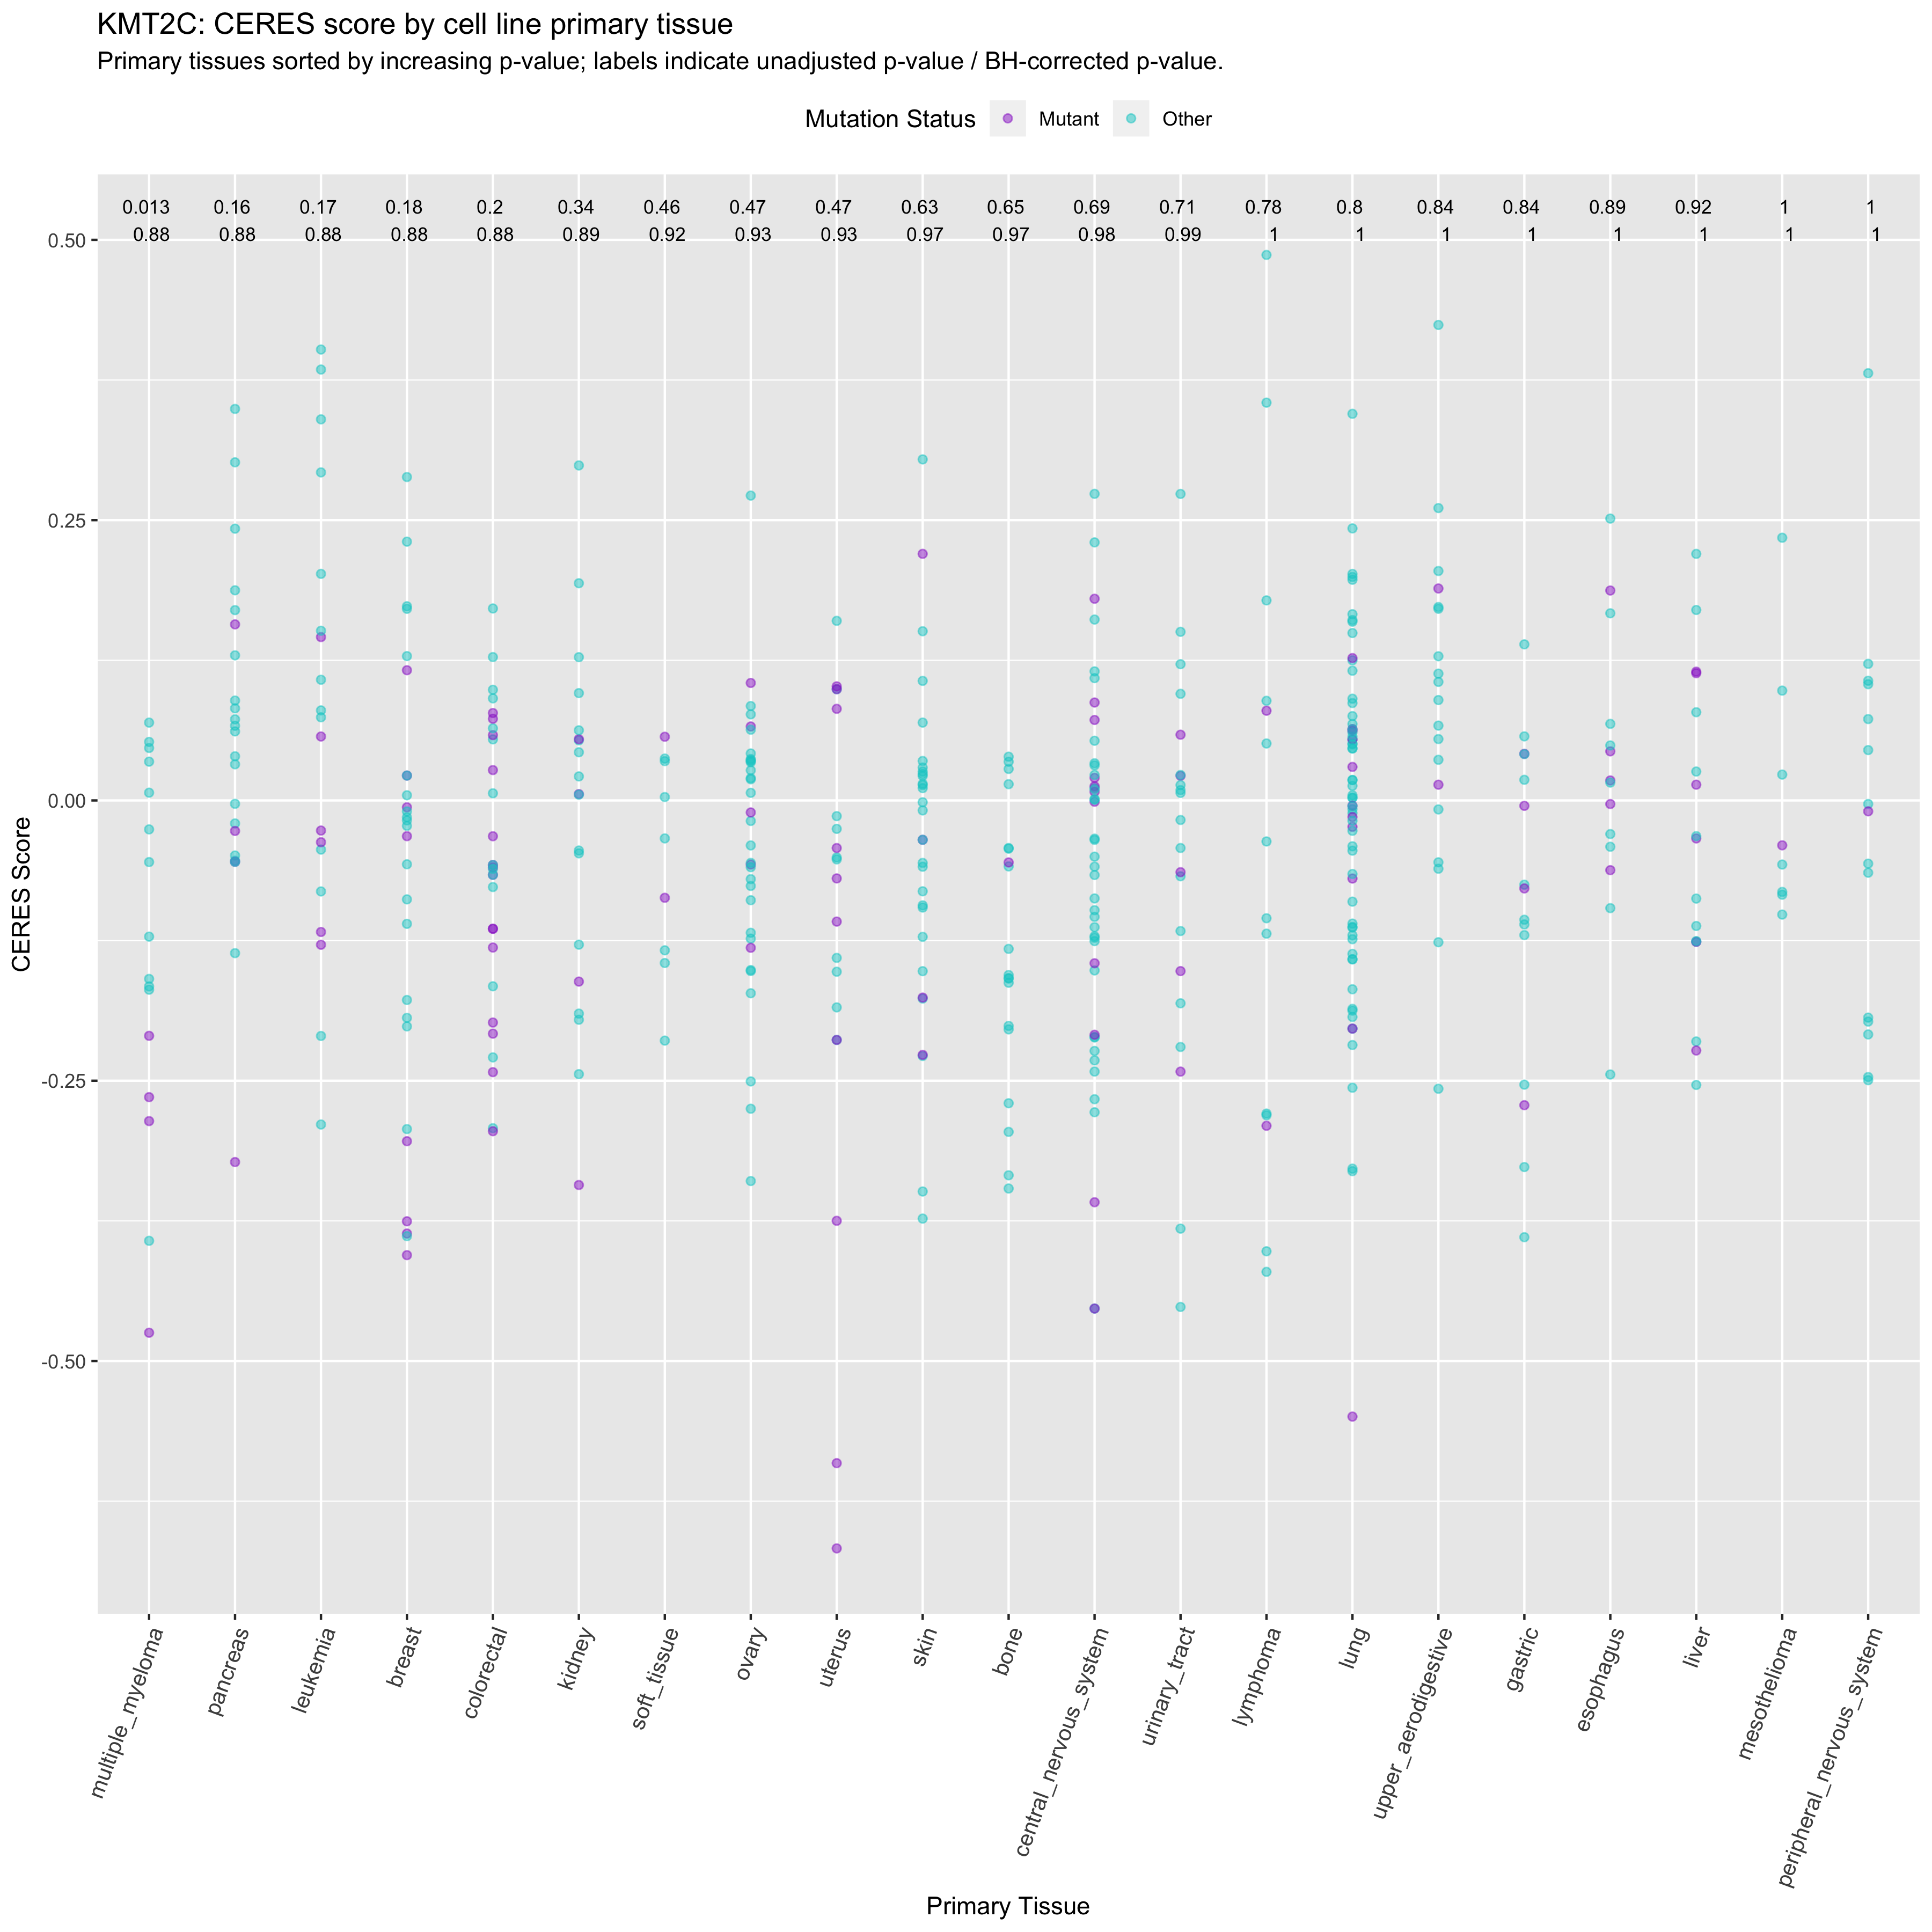 KMT2C: CERES score by cell line primary tissue
Primary tissues sorted by increasing p-value; labels indicate unadjusted p-value / BH-corrected p-value.
Mutation Status Mutant Other
0.013 0.16 0.17 0.18 0.2 0.34 0.46 0.47 0.47 0.63 0.65 0.69 0.71 0.78 0.8 0.84 0.84 0.89 0.92 1 1
0.88 0.88 0.88 0.88 0.88 0.89 0.92 0.93 0.93 0.97 0.97 0.98 0.99 1 1 1 1 1 1 1 1
0.50
0.25
0.00
-0.25
-0.50
CERES Score
multiple_myeloma
pancreas
leukemia
breast
colorectal
kidney
soft_tissue
ovary
uterus
skin
bone
central_nervous_system
urinary_tract
lymphoma
lung
upper_aerodigestive
gastric
esophagus
liver
mesothelioma
peripheral_nervous_system
Primary Tissue